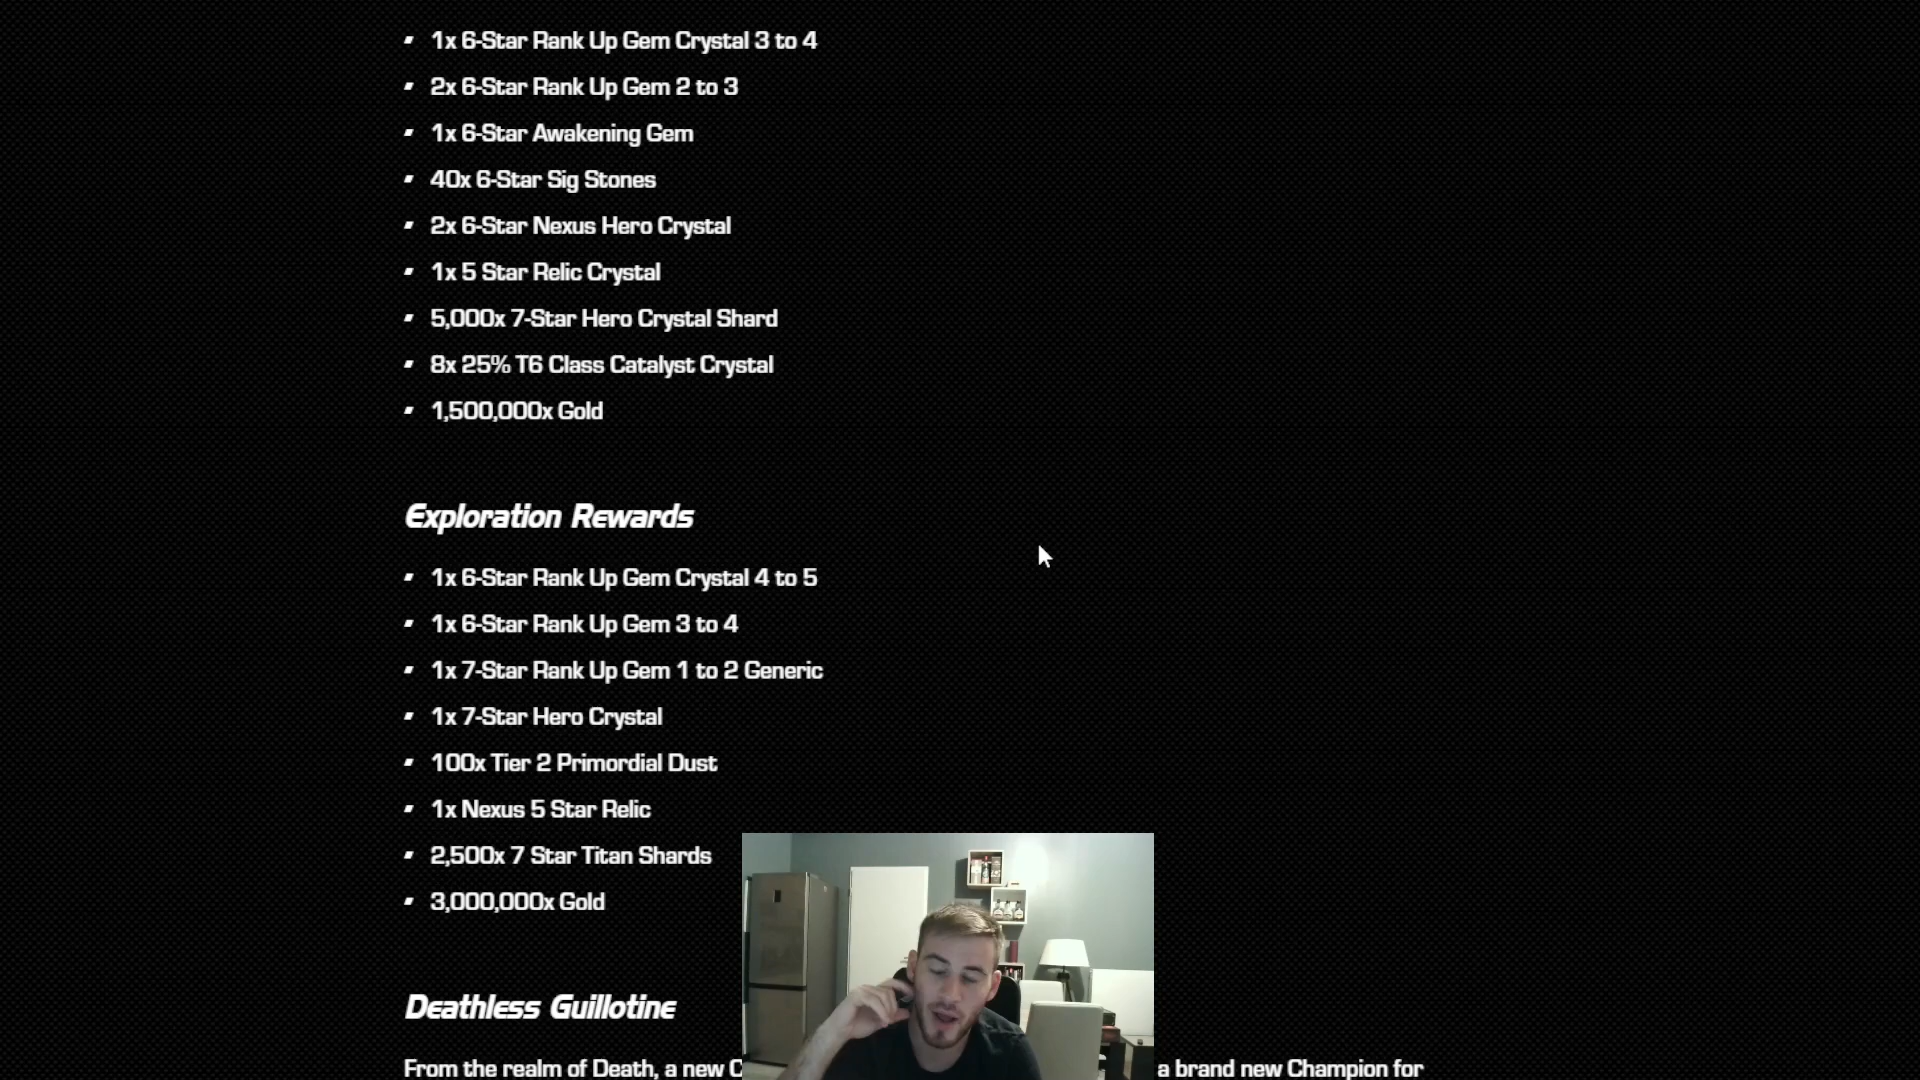 1x 6-Star Rank Up Gem Crystal 3 to 4
2x 6-Star Rank Up Gem 2 to 3
1x 6-Star Awakening Gem
40x 6-Star Sig Stones
2x 6-Star Nexus Hero Crystal
1x 5 Star Relic Crystal
5,000x 7-Star Hero Crystal Shard
8x 25% T6 Class Catalyst Crystal
1,500,000x Gold
Exploration Rewards
1x 6-Star Rank Up Gem Crystal 4 to 5
1x 6-Star Rank Up Gem 3 to 4
1x 7-Star Rank Up Gem 1 to 2 Generic
1x 7-Star Hero Crystal
100x Tier 2 Primordial Dust
1x Nexus 5 Star Relic
2,500x 7 Star Titan Shards
3,000,000x Gold
Deathless Guillotine
From the realm of Death, a new a brand new Champion for